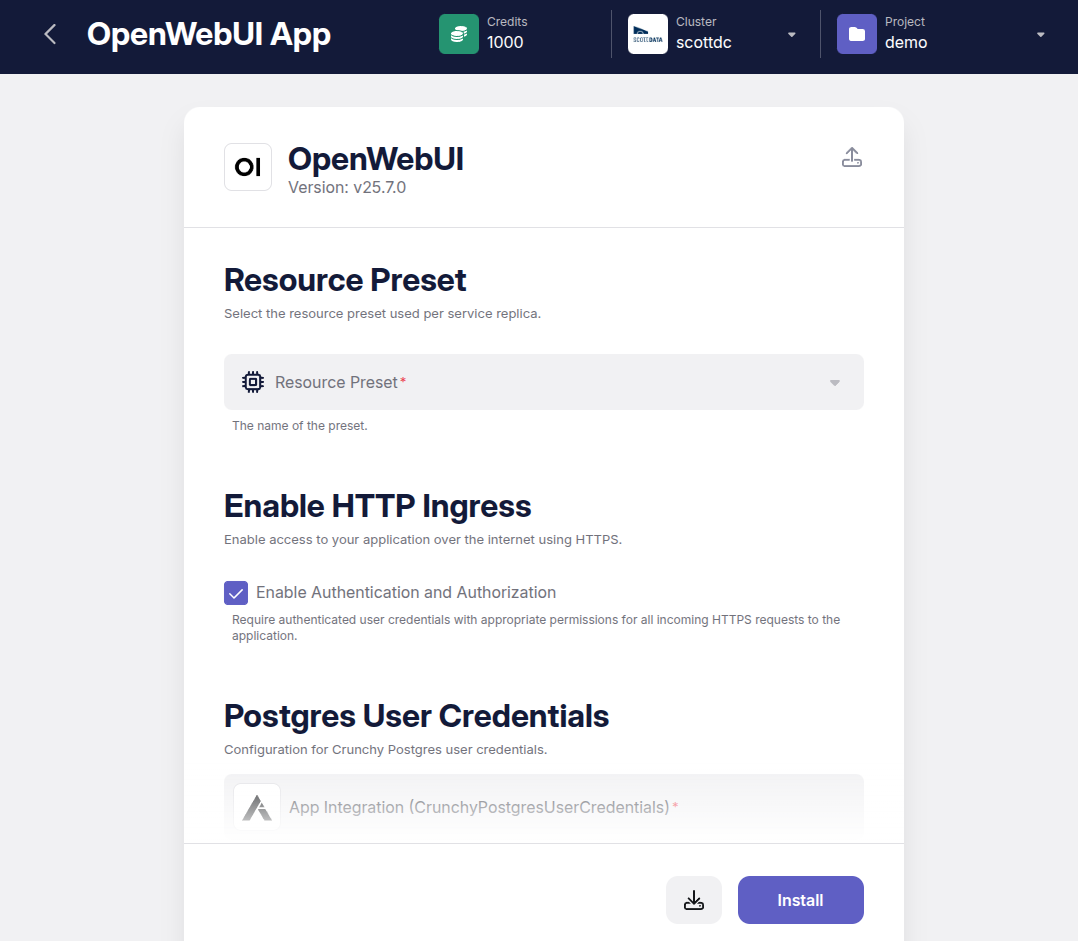 OpenWebUI App
Credits
1000
Cluster
scottdc
SCOTTDATA
Project
demo
OI
OpenWebUI
Version: v25.7.0
Resource Preset
Select the resource preset used per service replica.
Resource Preset*
The name of the preset.
Enable HTTP Ingress
Enable access to your application over the internet using HTTPS.
Enable Authentication and Authorization
Require authenticated user credentials with appropriate permissions for all incoming HTTPS requests to the
application.
Postgres User Credentials
Configuration for Crunchy Postgres user credentials.
App Integration (CrunchyPostgresUserCredentials)*
Install